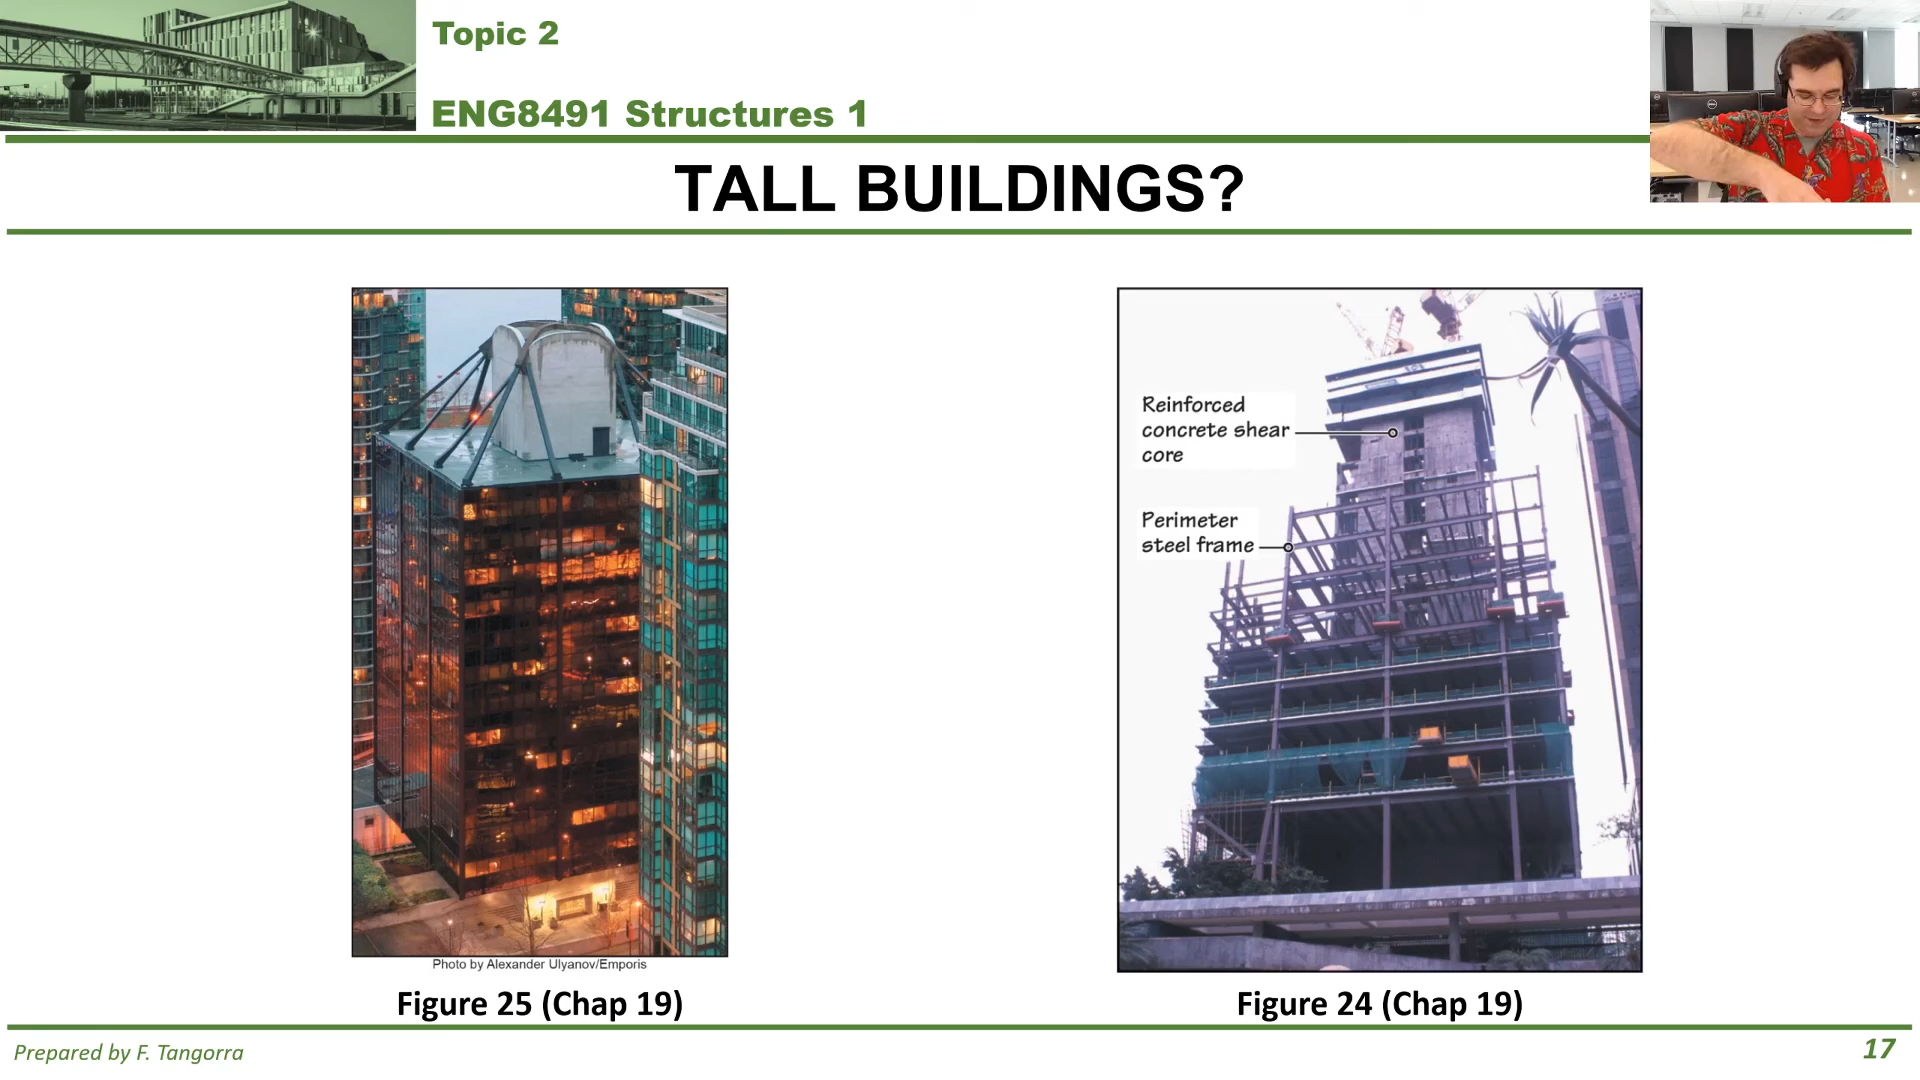 Topic 2
ENG8491 Structures 1
TALL BUILDINGS?
Photo by Alexander Ulyanov/Emporis
Figure 25 (Chap 19)
Reinforced
concrete shear
core
Perimeter
steel frame
Figure 24 (Chap 19)
Prepared by F. Tangorra
17